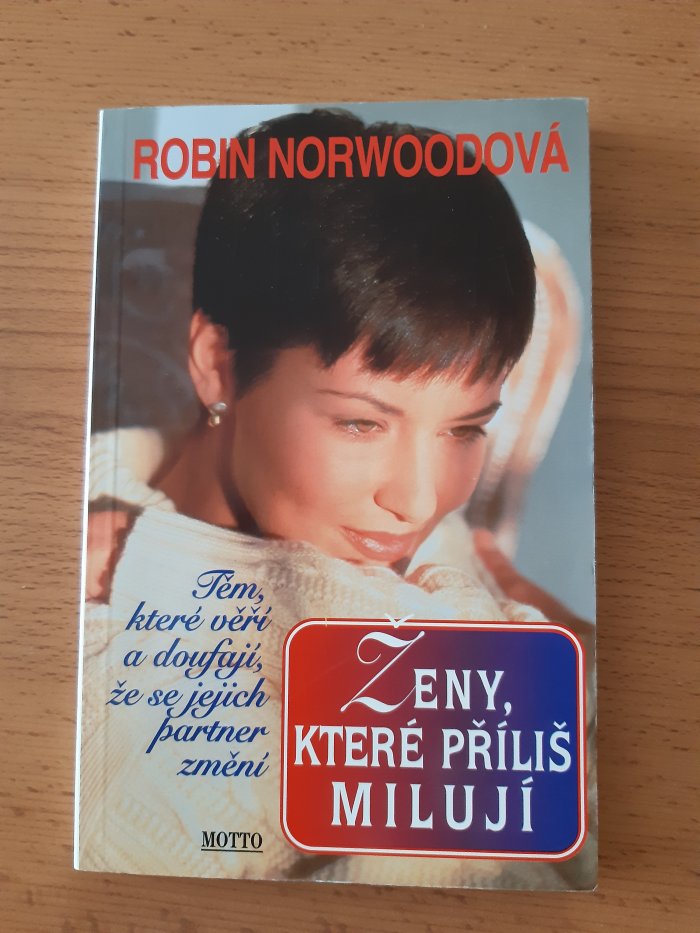 ROBIN NORWOODOVÁ
Těm,
které věří
a doufají,
že se jejich
partner
změní
ŽENY,
KTERÉ PŘÍLIŠ
MILUJÍ
MOTTO